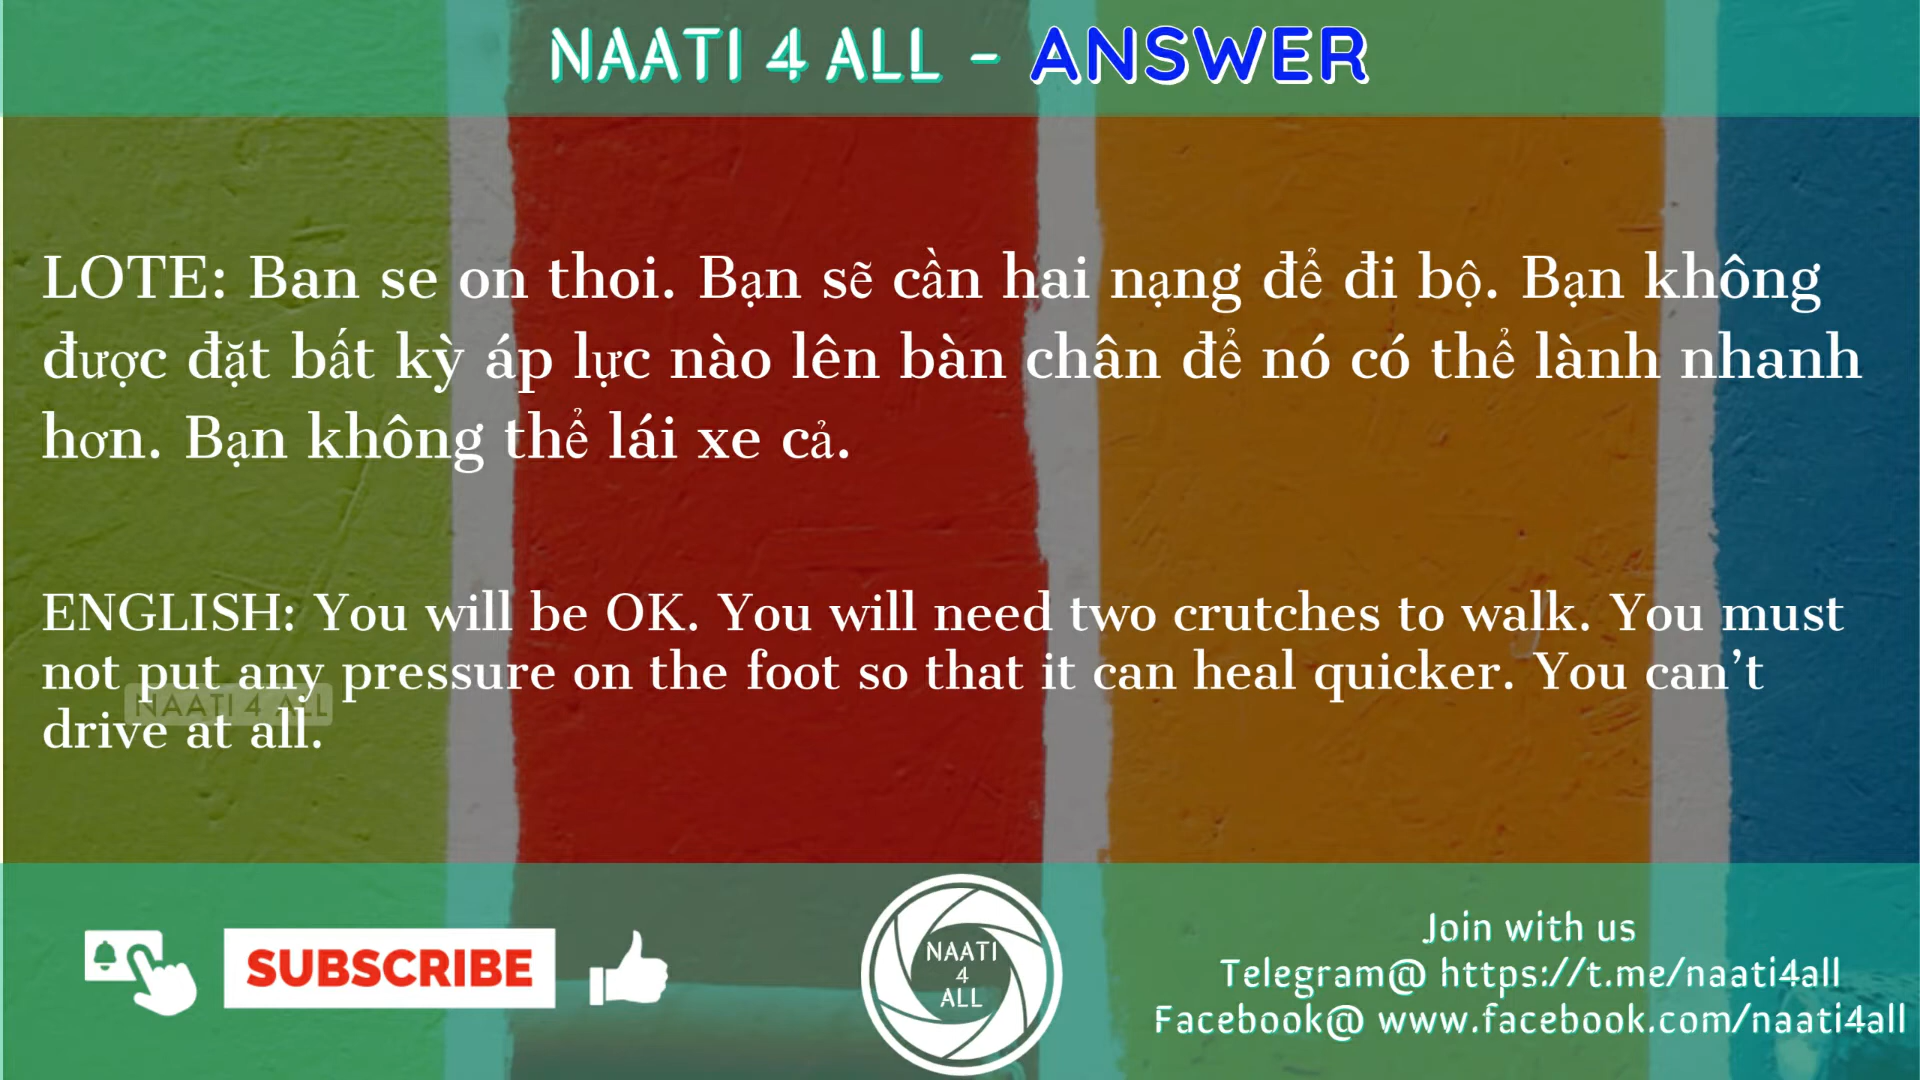 NAATI 4 ALL - ANSWER
LOTE: Ban se on thoi. Bạn sẽ cần hai nạng để đi bộ. Bạn không
được đặt bất kỳ áp lực nào lên bàn chân để nó có thể lành nhanh
hơn. Bạn không thể lái xe cả.
ENGLISH: You will be OK. You will need two crutches to walk. You must
not put any pressure on the foot so that it can heal quicker. You can’t
drive at all.
NAATI 4 ALL
SUBSCRIBE
NAATI
4
ALL
Join with us
Telegram@ https://t.me/naati4all
Facebook@ www.facebook.com/naati4all